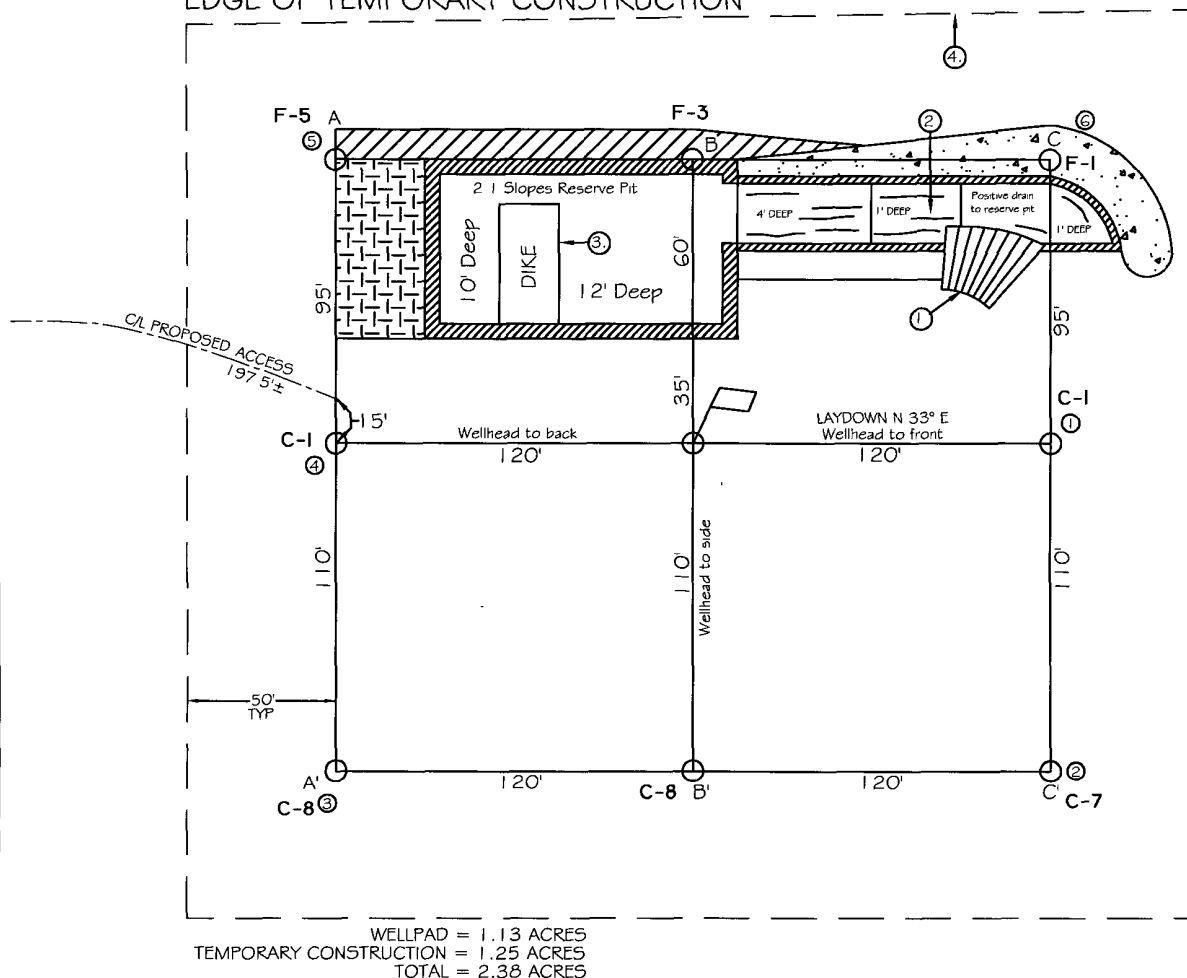 EDGE OF TEMPORARY CONSTRUCTION
4.
F-5 A
5
F-3
B
2
C
6
F-1
2 1 Slopes Reserve Pit
4' DEEP
1' DEEP
Positive drain
to reserve pit
1' DEEP
10' Deep
DIKE
3.
12' Deep
60'
95'
1
95'
C/L PROPOSED ACCESS
197 5'±
15'
35'
C-1
4
Wellhead to back
120'
LAYDOWN N 33° E
Wellhead to front
120'
C-1
1
110'
110'
Wellhead to side
110'
50'
TYP
A'
C-8 3
120'
C-8 B'
120'
C' 2
C-7
WELLPAD = 1.13 ACRES
TEMPORARY CONSTRUCTION = 1.25 ACRES
TOTAL = 2.38 ACRES